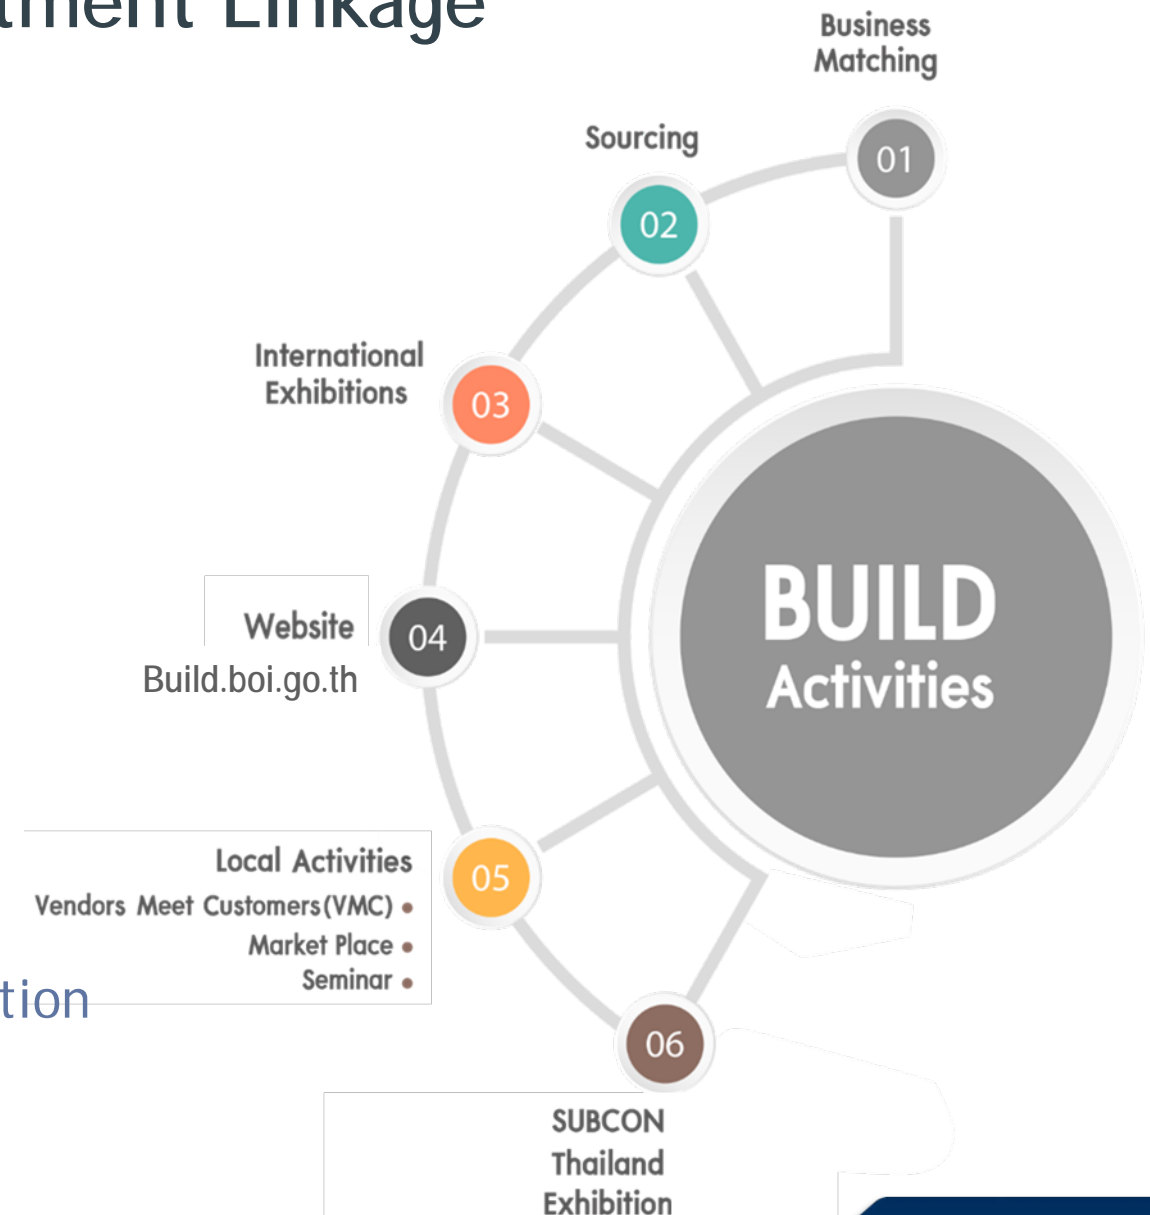 tment Linkage
Business
Matching
01
Sourcing
02
International
Exhibitions
03
BUILD
Activities
Website
04
Build.boi.go.th
Local Activities
05
Vendors Meet Customers(VMC) •
Market Place •
Seminar •
tion
06
SUBCON
Thailand
Exhibition